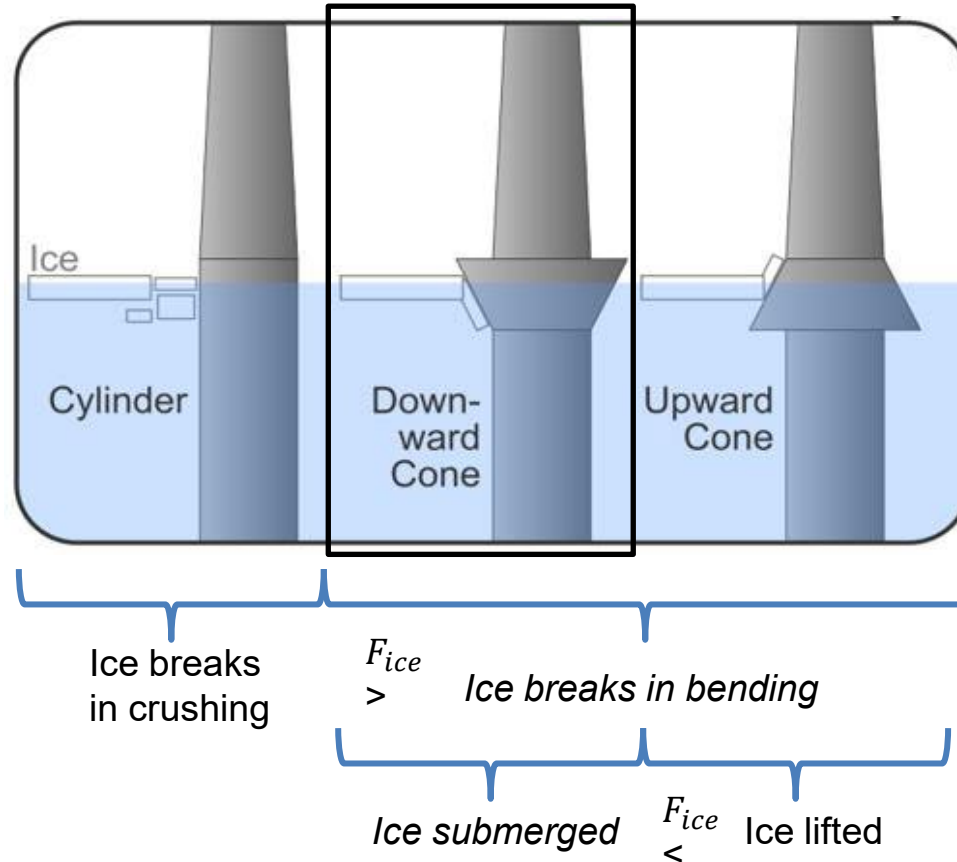 Ice
Cylinder
Down-
ward
Cone
Upward
Cone
Ice breaks
in crushing
F_ice
>
Ice breaks in bending
Ice submerged
F_ice
<
Ice lifted